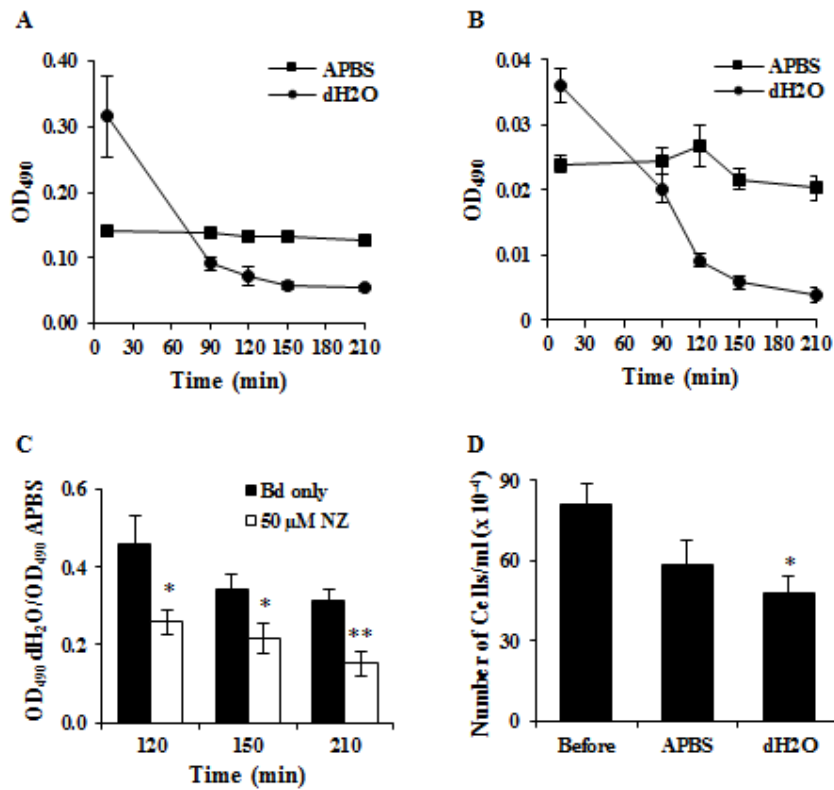 A
0.40
0.30
0.20
0.10
0.00
OD490
APBS
dH2O
0 30 60 90 120 150 180 210
Time (min)
B
0.04
0.03
0.02
0.01
0
OD490
APBS
dH2O
0 30 60 90 120 150 180 210
Time (min)
C
0.6
0.4
0.2
0.0
OD490 dH2O/OD490 APBS
Bd only
50 µM NZ
*
*
**
120 150 210
Time (min)
D
90
60
30
0
Number of Cells/ml (x 10⁻⁴)
*
Before APBS dH2O